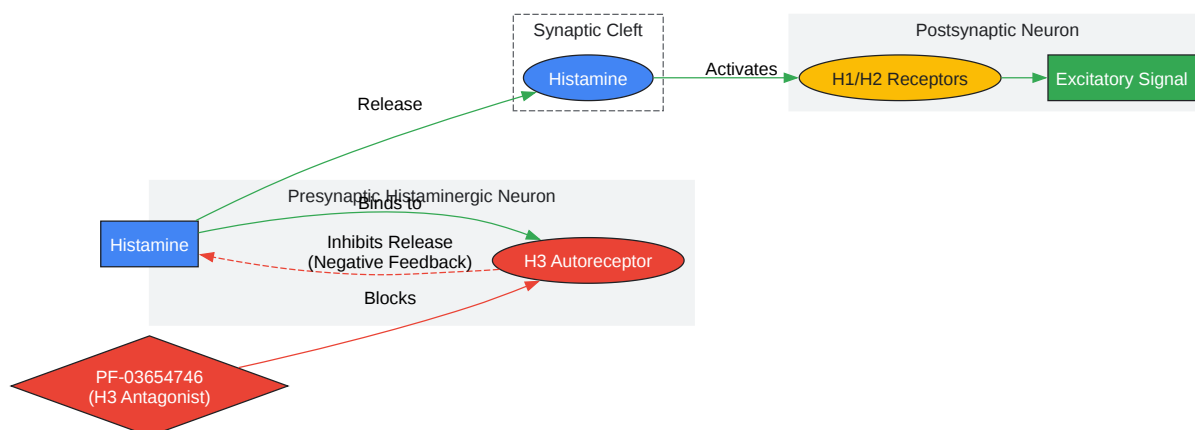 Synaptic Cleft
Postsynaptic Neuron
Histamine
Activates
H1/H2 Receptors
Excitatory Signal
Release
Presynaptic Histaminergic Neuron
Binds to
Histamine
Inhibits Release
(Negative Feedback)
H3 Autoreceptor
Blocks
PF-03654746
(H3 Antagonist)